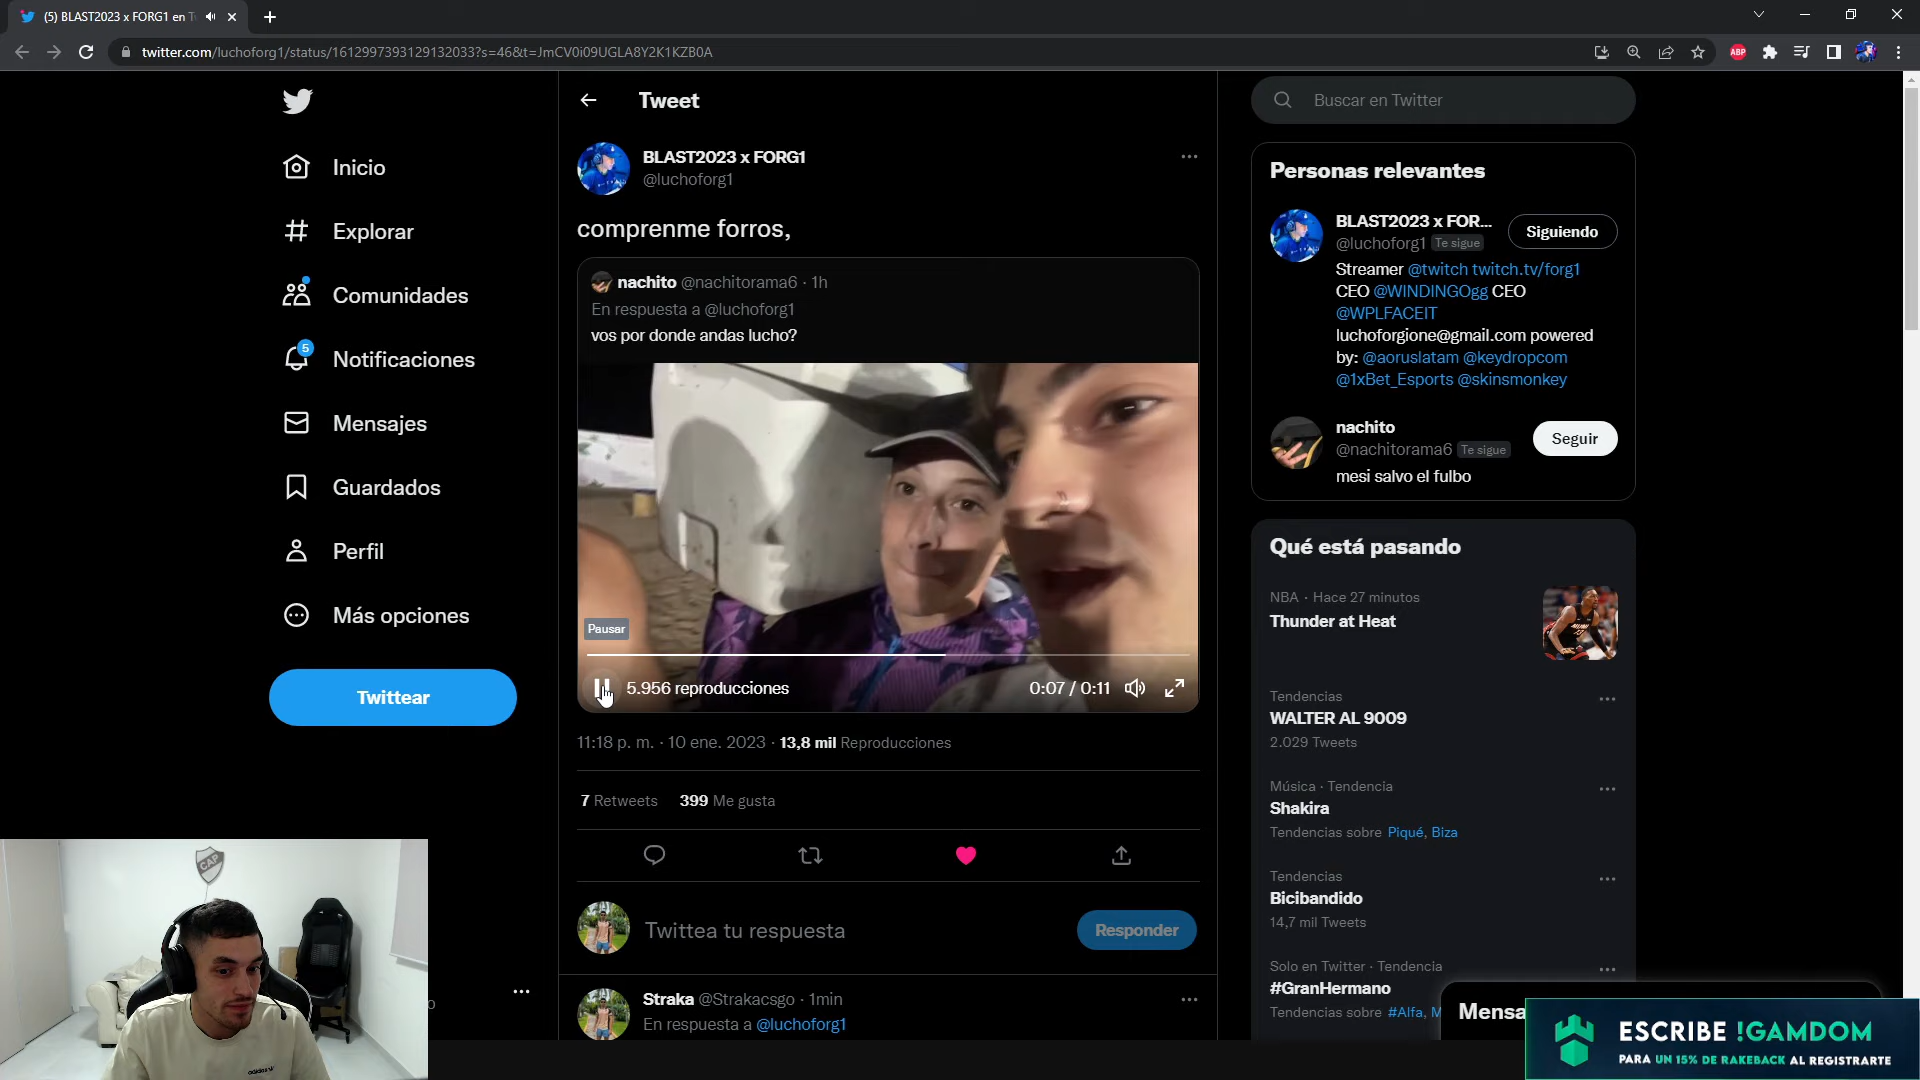 (5) BLAST2023 x FORG1 en T
twitter.com/luchoforg1/status/1612997393129132033?s=46&t=JmCV0i09UGLA8Y2K1KZB0A
ABP
Inicio
Explorar
Comunidades
5
Notificaciones
Mensajes
Guardados
Perfil
Más opciones
Twittear
Tweet
BLAST2023 x FORG1
@luchoforg1
comprenme forros,
nachito @nachitorama6 · 1h
En respuesta a @luchoforg1
vos por donde andas lucho?
Pausar
5.956 reproducciones
0:07 / 0:11
11:18 p. m. · 10 ene. 2023 · 13,8 mil Reproducciones
7 Retweets 399 Me gusta
Twittea tu respuesta
Responder
Straka @Strakacsgo · 1min
En respuesta a @luchoforg1
Buscar en Twitter
Personas relevantes
BLAST2023 x FOR...
@luchoforg1 Te sigue
Siguiendo
Streamer @twitch twitch.tv/forg1
CEO @WINDINGOgg CEO
@WPLFACEIT
luchoforgione@gmail.com powered
by: @aoruslatam @keydropcom
@1xBet_Esports @skinsmonkey
nachito
@nachitorama6 Te sigue
Seguir
mesi salvo el fulbo
Qué está pasando
NBA · Hace 27 minutos
Thunder at Heat
Tendencias
WALTER AL 9009
2.029 Tweets
Música · Tendencia
Shakira
Tendencias sobre Piqué, Biza
Tendencias
Bicibandido
14,7 mil Tweets
Solo en Twitter · Tendencia
#GranHermano
Tendencias sobre #Alfa, M
Mensa
CAP
adidas
ESCRIBE !GAMDOM
PARA UN 15% DE RAKEBACK AL REGISTRARTE